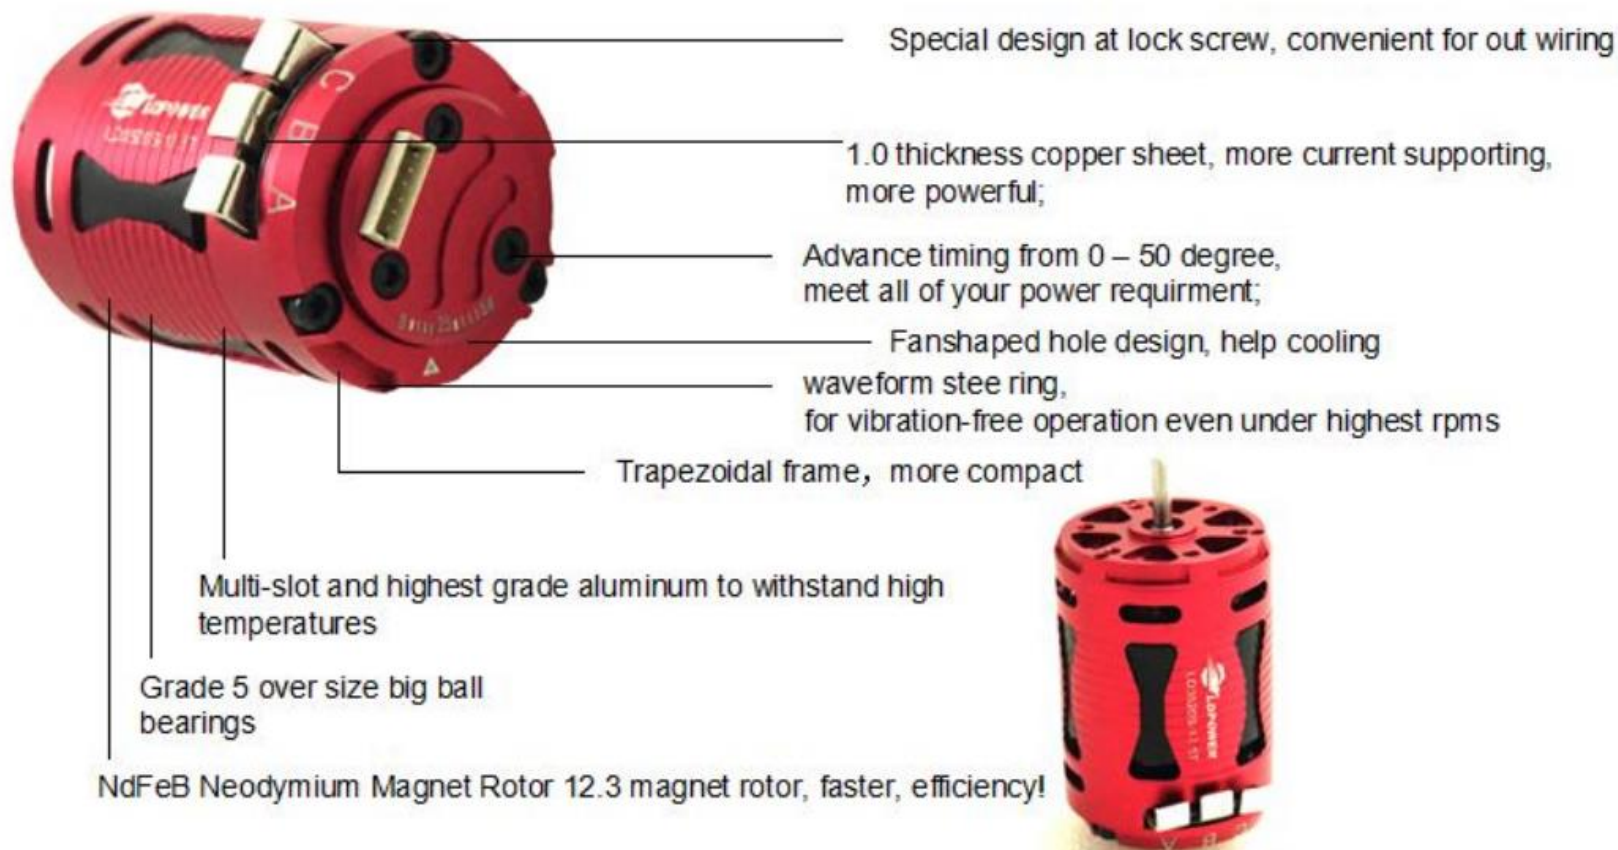 Special design at lock screw, convenient for out wiring
1.0 thickness copper sheet, more current supporting,
more powerful;
Advance timing from 0 – 50 degree,
meet all of your power requirment;
Fanshaped hole design, help cooling
waveform stee ring,
for vibration-free operation even under highest rpms
Trapezoidal frame，more compact
Multi-slot and highest grade aluminum to withstand high
temperatures
Grade 5 over size big ball
bearings
NdFeB Neodymium Magnet Rotor 12.3 magnet rotor, faster, efficiency!
C
B
A
LDPOWER
LDPOWER
A
B